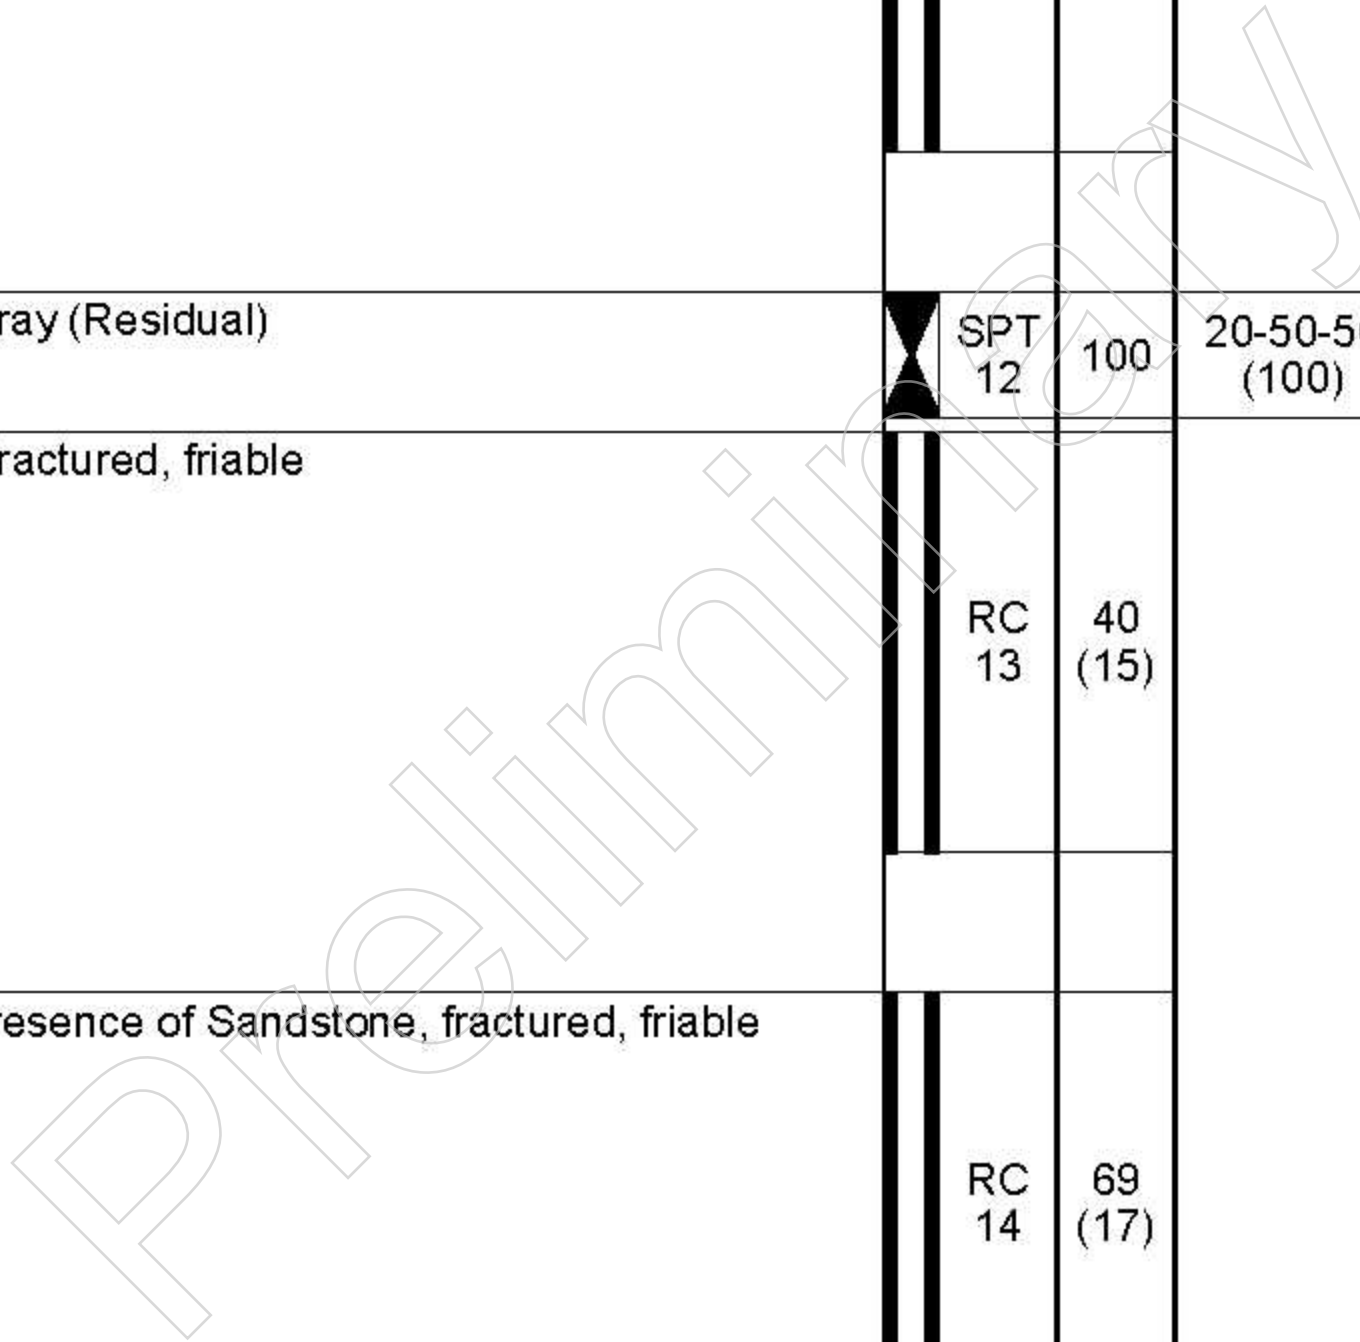 ray (Residual)
SPT
12
100
20-50-5
(100)
ractured, friable
RC
13
40
(15)
resence of Sandstone, fractured, friable
RC
14
69
(17)
Preliminary